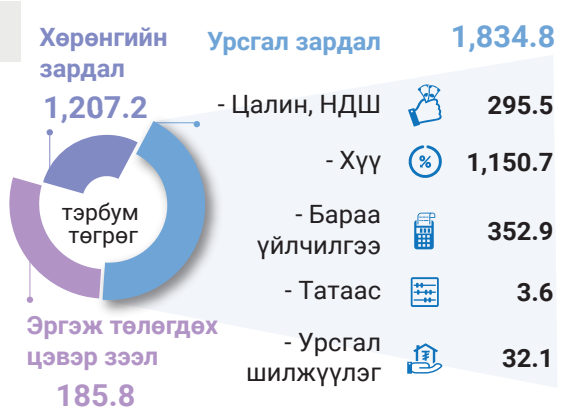 Хөрөнгийн
зардал
1,207.2
Урсгал зардал 1,834.8
- Цалин, НДШ 295.5
- Хүү % 1,150.7
- Бараа
үйлчилгээ 352.9
- Татаас 3.6
- Урсгал
шилжүүлэг ₮ 32.1
тэрбум
төгрөг
Эргэж төлөгдөх
цэвэр зээл
185.8